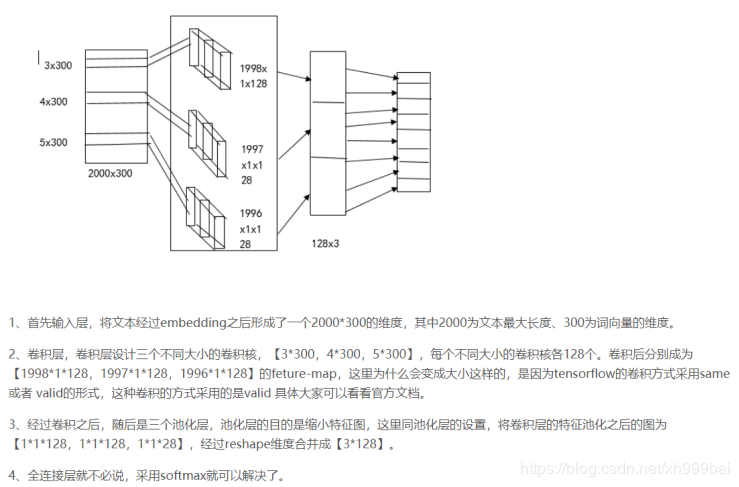 3x300
1998x
1x128
4x300
5x300
1997
x1x1
28
2000x300
1996
x1x1
28
128x3
1、首先输入层，将文本经过embedding之后形成了一个2000*300的维度，其中2000为文本最大长度、300为词向量的维度。
2、卷积层，卷积层设计三个不同大小的卷积核，【3*300，4*300，5*300】，每个不同大小的卷积核各128个。卷积后分别成为
【1998*1*128，1997*1*128，1996*1*128】的feture-map，这里为什么会变成大小这样的，是因为tensorflow的卷积方式采用same
或者 valid的形式，这种卷积的方式采用的是valid 具体大家可以看看官方文档。
3、经过卷积之后，随后是三个池化层，池化层的目的是缩小特征图，这里同池化层的设置，将卷积层的特征池化之后的图为
【1*1*128，1*1*128，1*1*28】，经过reshape维度合并成【3*128】。
4、全连接层就不必说，采用softmax就可以解决了。
https://blog.csdn.net/xh999bai